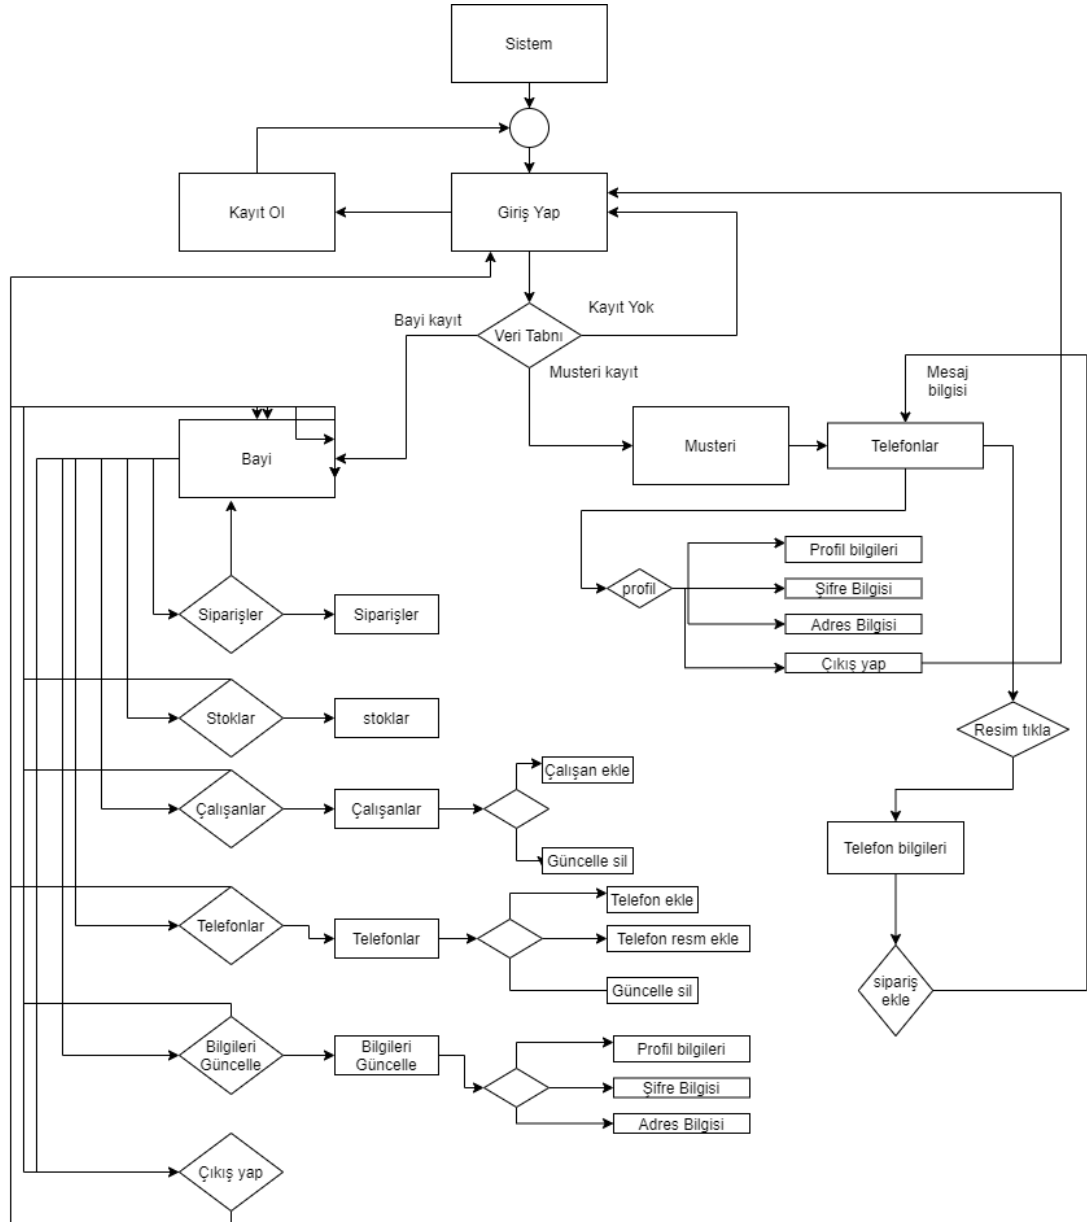 Sistem
Kayıt Ol
Giriş Yap
Kayıt Yok
Bayi kayıt
Veri Tabnı
Musteri kayıt
Mesaj
bilgisi
Bayi
Musteri
Telefonlar
Profil bilgileri
profil
Şifre Bilgisi
Adres Bilgisi
Çıkış yap
Siparişler
Siparişler
Stoklar
stoklar
Resim tıkla
Çalışan ekle
Çalışanlar
Çalışanlar
Güncelle sil
Telefon bilgileri
Telefon ekle
Telefonlar
Telefonlar
Telefon resm ekle
Güncelle sil
sipariş
ekle
Bilgileri
Güncelle
Bilgileri
Güncelle
Profil bilgileri
Şifre Bilgisi
Adres Bilgisi
Çıkış yap